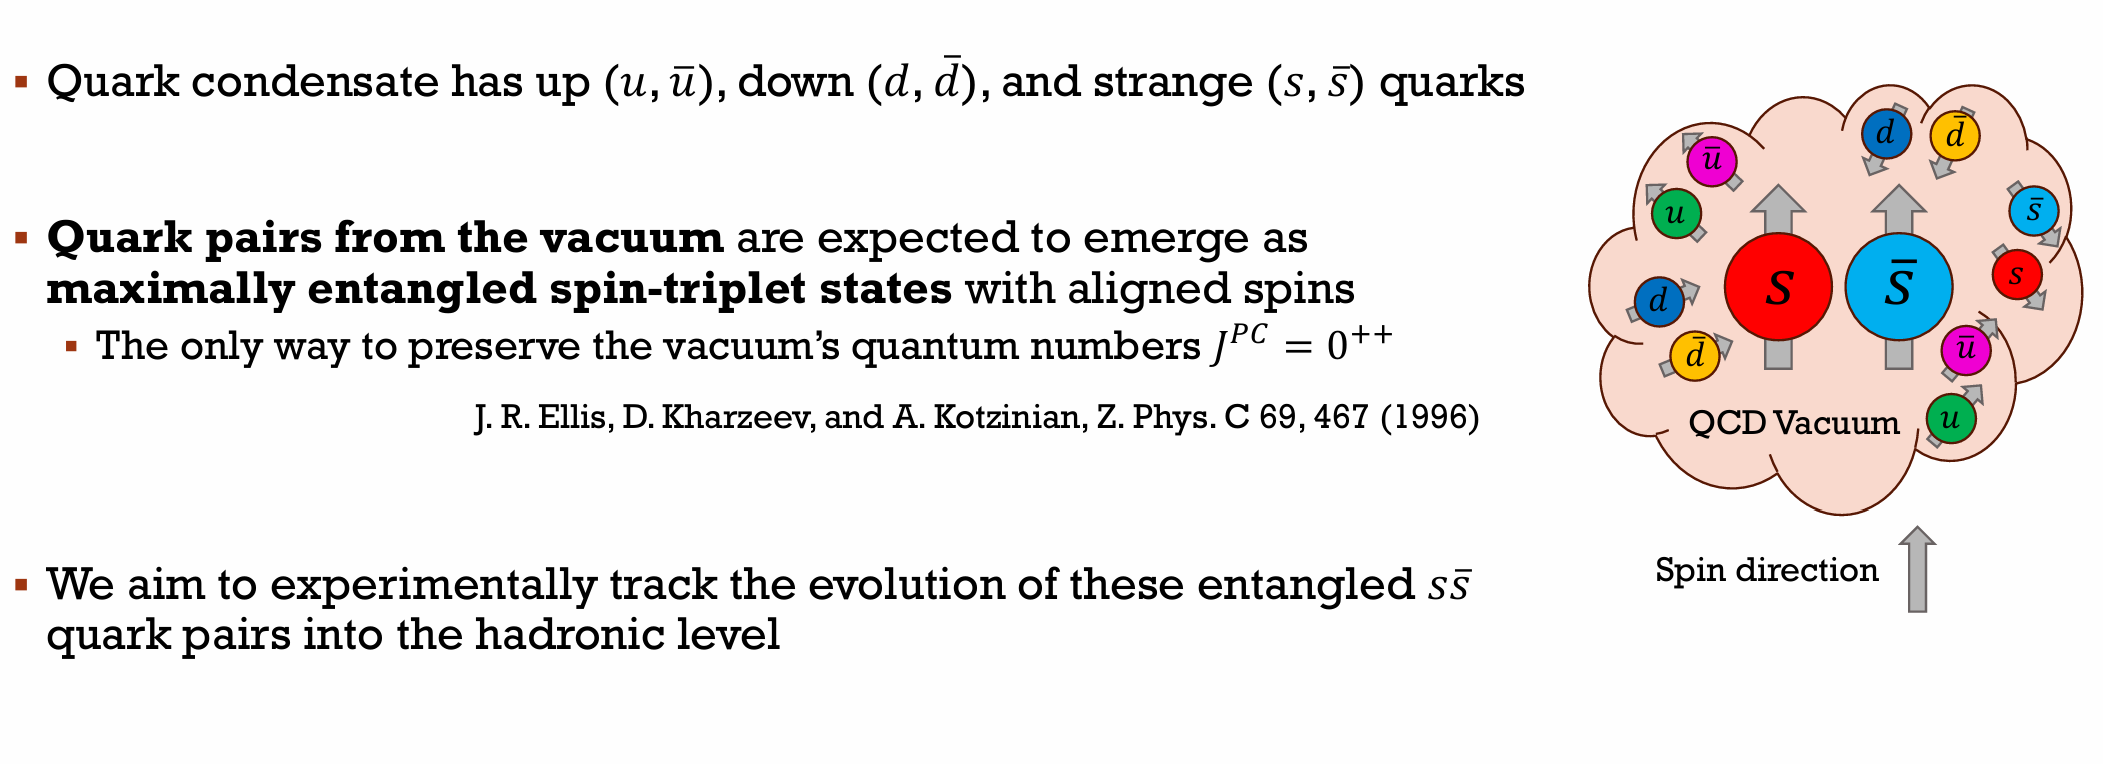 ▪ Quark condensate has up (u, ū), down (d, d̄), and strange (s, s̄) quarks
▪ Quark pairs from the vacuum are expected to emerge as
maximally entangled spin-triplet states with aligned spins
▪ The only way to preserve the vacuum's quantum numbers J^{PC} = 0^{++}
J. R. Ellis, D. Kharzeev, and A. Kotzinian, Z. Phys. C 69, 467 (1996)
▪ We aim to experimentally track the evolution of these entangled ss̄
quark pairs into the hadronic level
d d̄
ū
u
s̄
s
s s̄
d
d̄
ū
u
QCD Vacuum
Spin direction